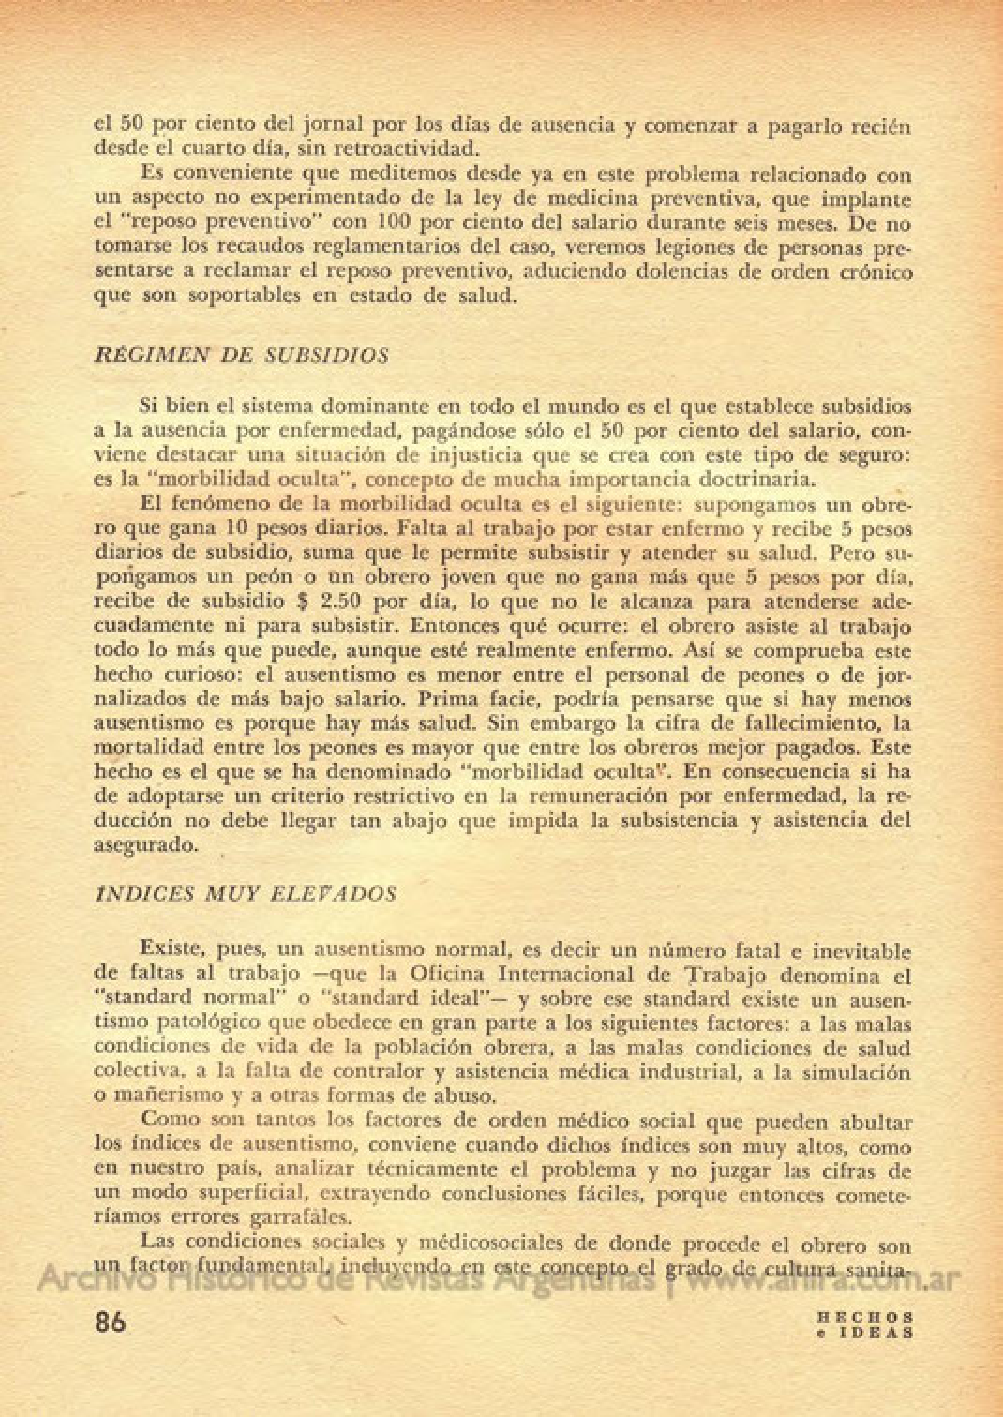 el 50 por ciento del jornal por los días de ausencia y comenzar a pagarlo recién
desde el cuarto día, sin retroactividad.
Es conveniente que meditemos desde ya en este problema relacionado con
un aspecto no experimentado de la ley de medicina preventiva, que implante
el "reposo preventivo" con 100 por ciento del salario durante seis meses. De no
tomarse los recaudos reglamentarios del caso, veremos legiones de personas pre-
sentarse a reclamar el reposo preventivo, aduciendo dolencias de orden crónico
que son soportables en estado de salud.
RÉGIMEN DE SUBSIDIOS
Si bien el sistema dominante en todo el mundo es el que establece subsidios
a la ausencia por enfermedad, pagándose sólo el 50 por ciento del salario, con-
viene destacar una situación de injusticia que se crea con este tipo de seguro:
es la "morbilidad oculta", concepto de mucha importancia doctrinaria.
El fenómeno de la morbilidad oculta es el siguiente: supongamos un obre-
ro que gana 10 pesos diarios. Falta al trabajo por estar enfermo y recibe 5 pesos
diarios de subsidio, suma que le permite subsistir y atender su salud. Pero su-
pongamos un peón o un obrero joven que no gana más que 5 pesos por día,
recibe de subsidio $ 2.50 por día, lo que no le alcanza para atenderse ade-
cuadamente ni para subsistir. Entonces qué ocurre: el obrero asiste al trabajo
todo lo más que puede, aunque esté realmente enfermo. Así se comprueba este
hecho curioso: el ausentismo es menor entre el personal de peones o de jor-
nalizados de más bajo salario. Prima facie, podría pensarse que si hay menos
ausentismo es porque hay más salud. Sin embargo la cifra de fallecimiento, la
mortalidad entre los peones es mayor que entre los obreros mejor pagados. Este
hecho es el que se ha denominado "morbilidad oculta". En consecuencia si ha
de adoptarse un criterio restrictivo en la remuneración por enfermedad, la re-
ducción no debe llegar tan abajo que impida la subsistencia y asistencia del
asegurado.
ÍNDICES MUY ELEVADOS
Existe, pues, un ausentismo normal, es decir un número fatal e inevitable
de faltas al trabajo —que la Oficina Internacional de Trabajo denomina el
"standard normal" o "standard ideal"— y sobre ese standard existe un ausen-
tismo patológico que obedece en gran parte a los siguientes factores: a las malas
condiciones de vida de la población obrera, a las malas condiciones de salud
colectiva, a la falta de contralor y asistencia médica industrial, a la simulación
o mañerismo y a otras formas de abuso.
Como son tantos los factores de orden médico social que pueden abultar
los índices de ausentismo, conviene cuando dichos índices son muy altos, como
en nuestro país, analizar técnicamente el problema y no juzgar las cifras de
un modo superficial, extrayendo conclusiones fáciles, porque entonces comete-
ríamos errores garrafales.
Las condiciones sociales y médicosociales de donde procede el obrero son
un factor fundamental, incluyendo en este concepto el grado de cultura sanita-
Archivo Histórico de Revistas Argentinas | www.ahira.com.ar
86
HECHOS
e IDEAS